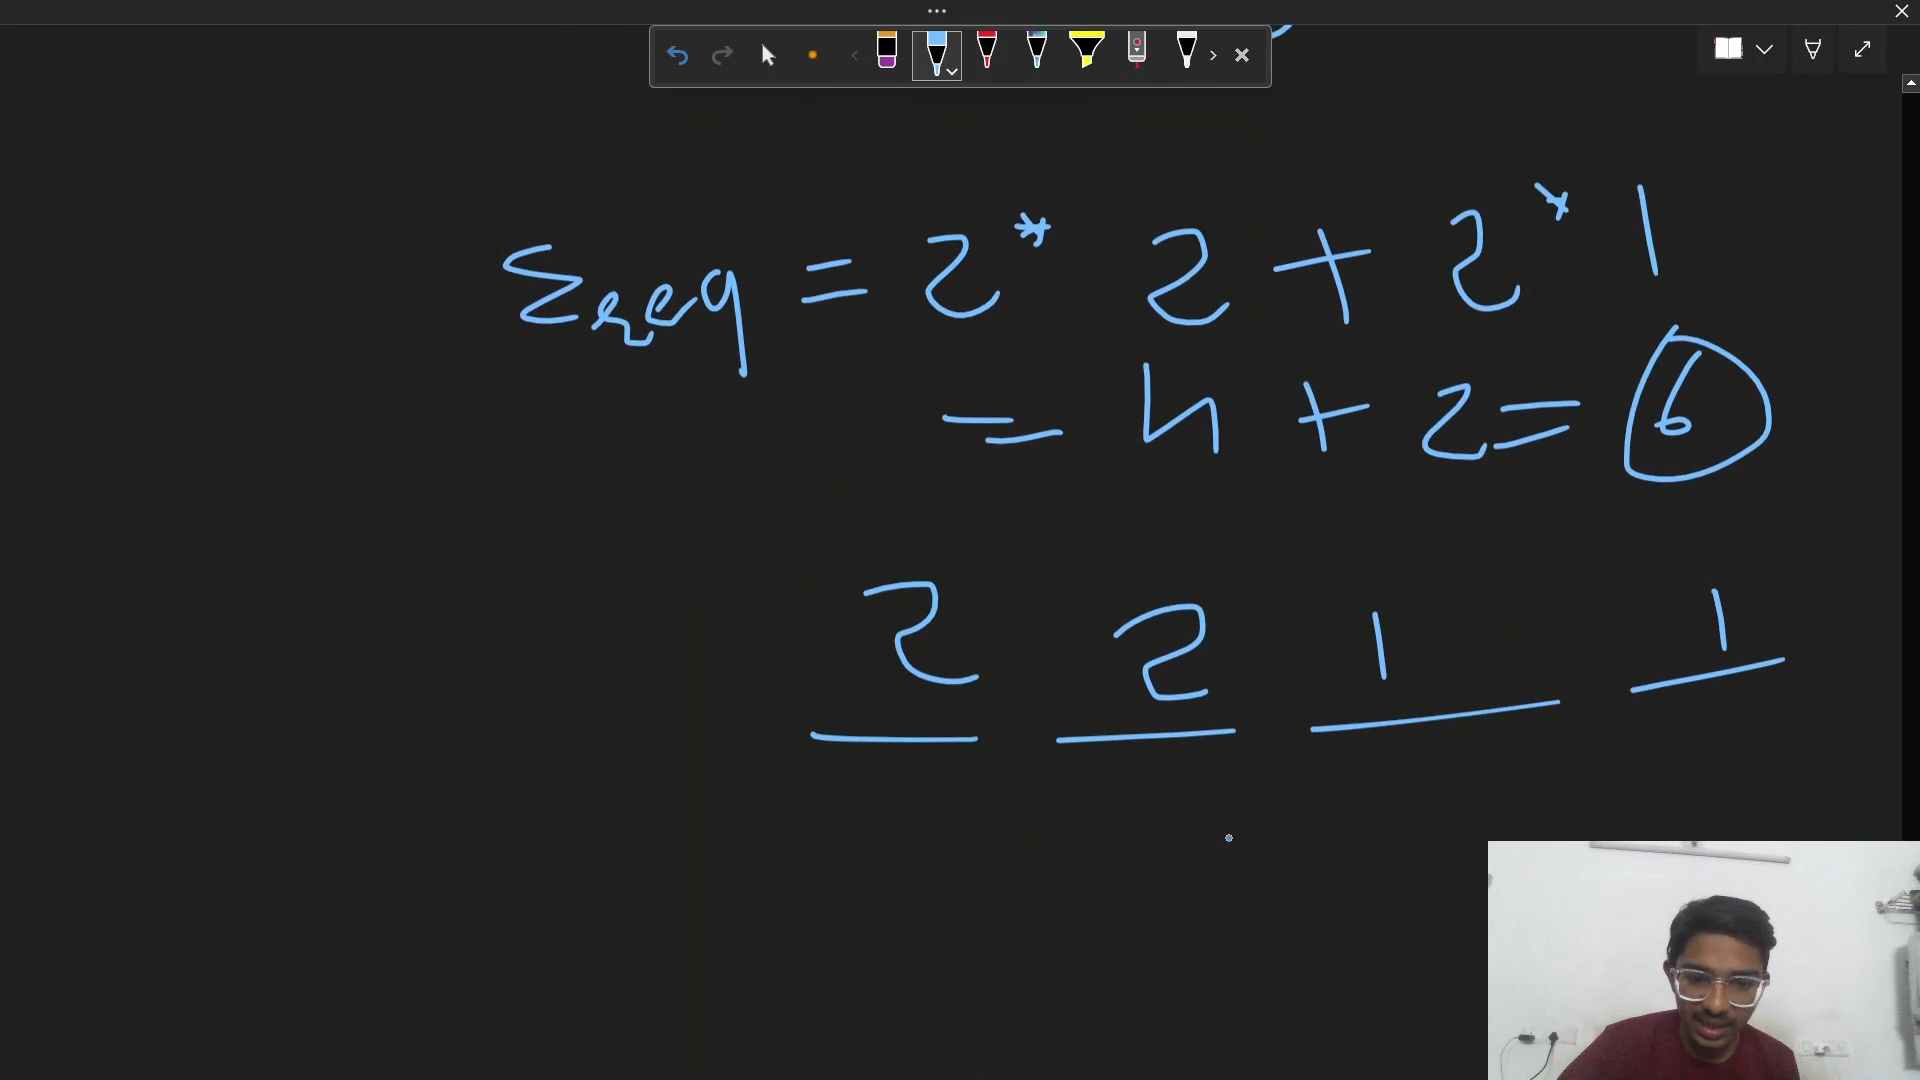 Σreq = 2 * 2 + 2 * 1
= 4 + 2 = 6
2 2 1 1